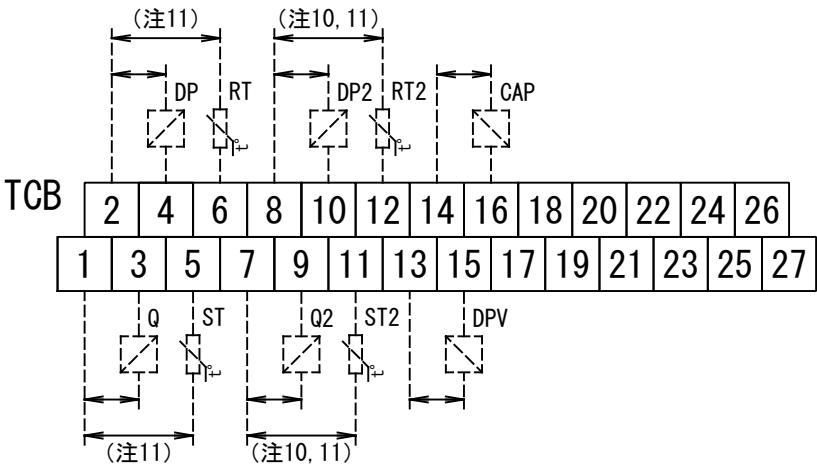 (注11) (注10, 11)
DP RT DP2 RT2 CAP
t° t°
TCB 2 4 6 8 10 12 14 16 18 20 22 24 26
1 3 5 7 9 11 13 15 17 19 21 23 25 27
Q ST Q2 ST2 DPV
t° t°
(注11) (注10, 11)